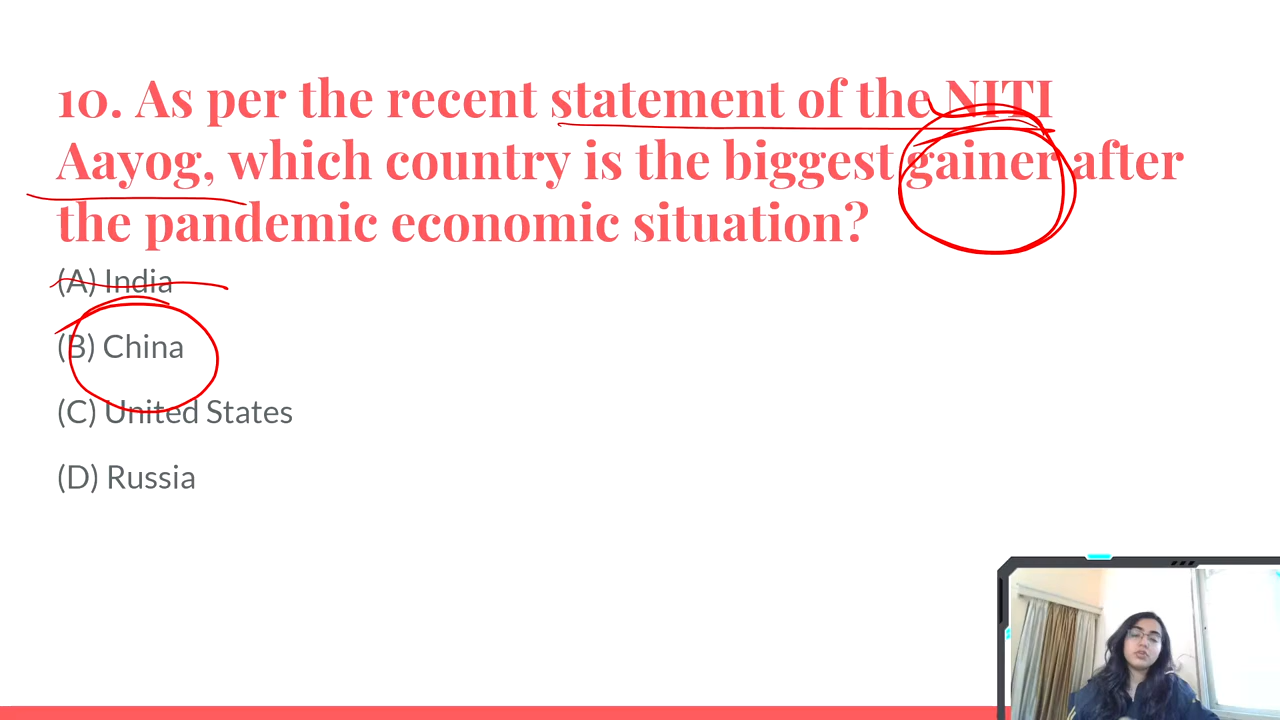 10. As per the recent statement of the NITI
Aayog, which country is the biggest gainer after
the pandemic economic situation?
(A) India
(B) China
(C) United States
(D) Russia